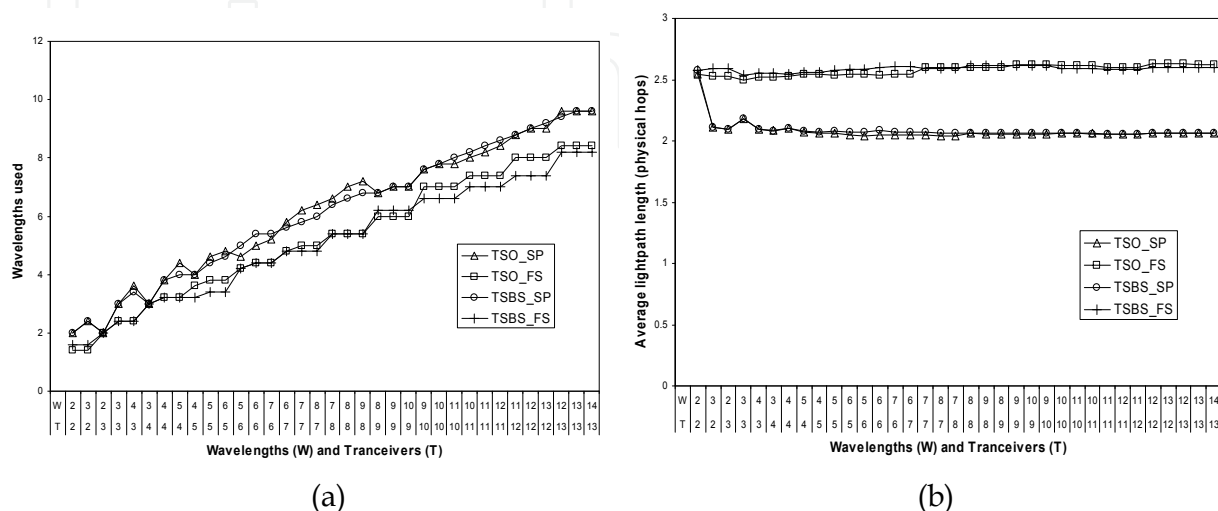 12
10
8
6
4
2
0
Wavelengths used
TSO_SP
TSO_FS
TSBS_SP
TSBS_FS
W 2 3 2 3 4 3 4 5 4 5 6 5 6 7 6 7 8 7 8 9 8 9 10 9 10 11 10 11 12 11 12 13 12 13 14
T 2 2 3 3 3 4 4 4 5 5 5 6 6 6 7 7 7 8 8 8 9 9 9 10 10 10 11 11 11 12 12 12 13 13 13
Wavelengths (W) and Tranceivers (T)
(a)
3
2.5
2
1.5
1
0.5
0
Average lightpath length (physical hops)
TSO_SP
TSO_FS
TSBS_SP
TSBS_FS
W 2 3 2 3 4 3 4 5 4 5 6 5 6 7 6 7 8 7 8 9 8 9 10 9 10 11 10 11 12 11 12 13 12 13 14
T 2 2 3 3 3 4 4 4 5 5 5 6 6 6 7 7 7 8 8 8 9 9 9 10 10 10 11 11 11 12 12 12 13 13 13
Wavelengths (W) and Tranceivers (T)
(b)